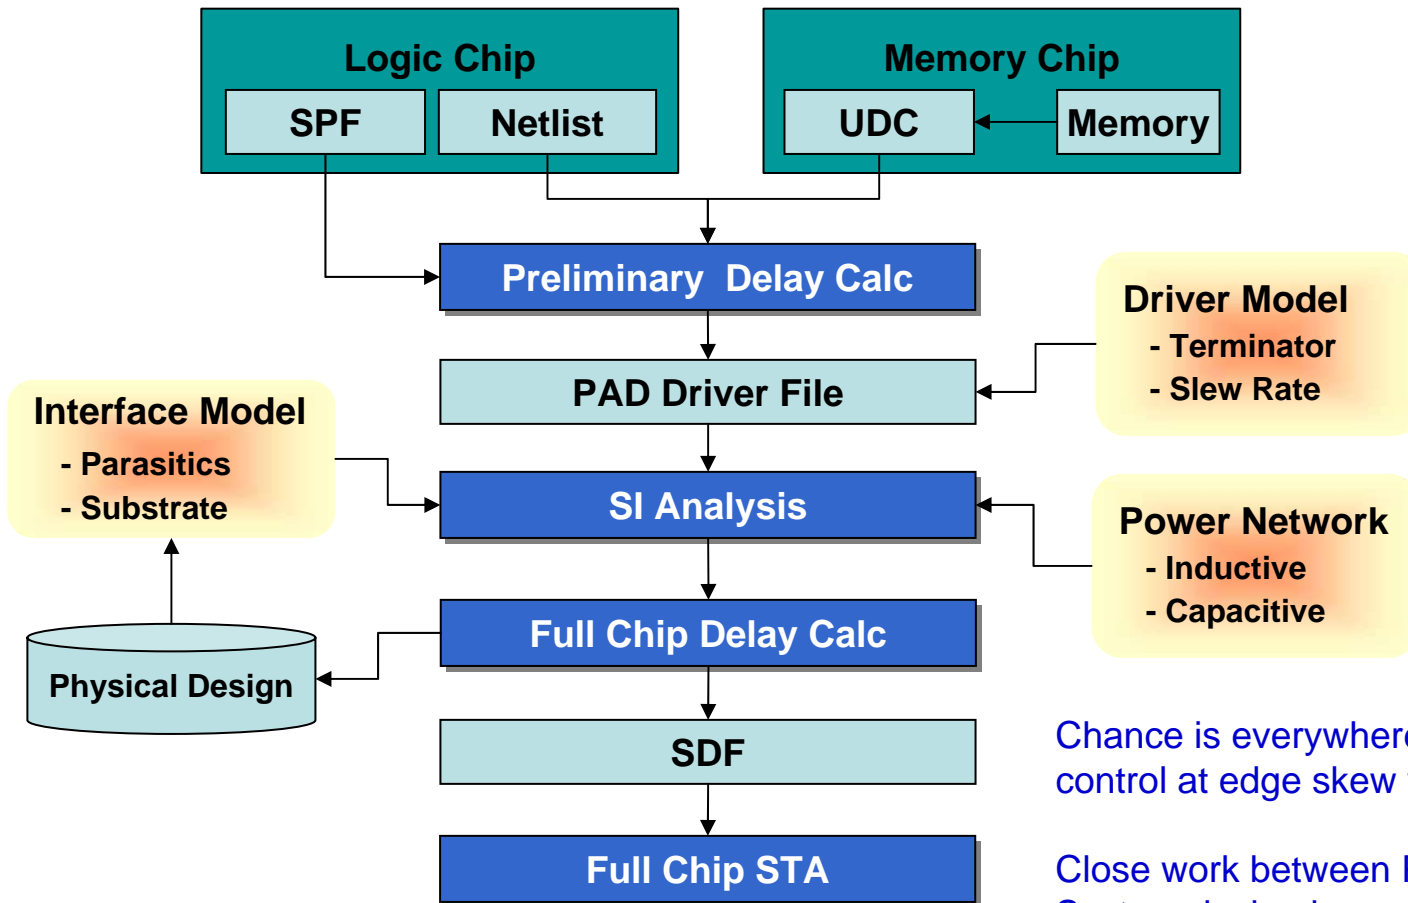 Logic Chip
SPF
Netlist
Memory Chip
UDC
Memory
Preliminary Delay Calc
Driver Model
- Terminator
- Slew Rate
PAD Driver File
Interface Model
- Parasitics
- Substrate
SI Analysis
Power Network
- Inductive
- Capacitive
Full Chip Delay Calc
Physical Design
SDF
Chance is everywhere
control at edge skew
Full Chip STA
Close work between